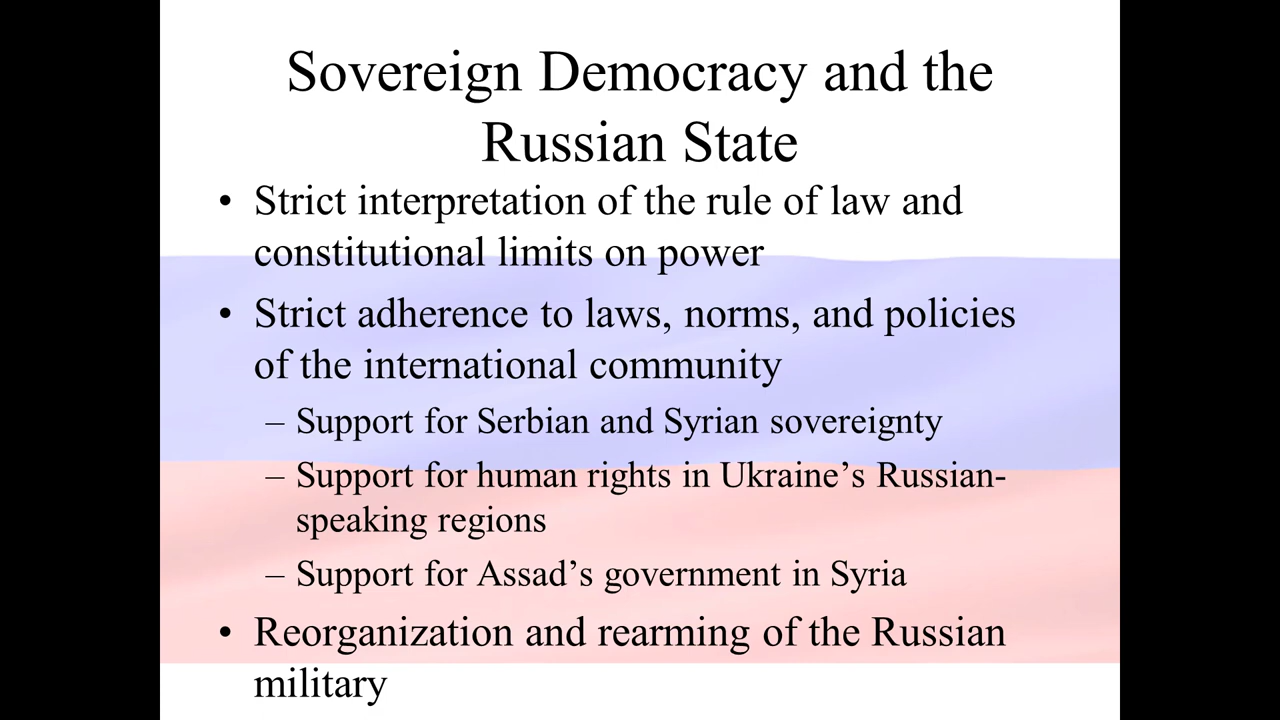 Sovereign Democracy and the
Russian State
• Strict interpretation of the rule of law and
constitutional limits on power
• Strict adherence to laws, norms, and policies
of the international community
– Support for Serbian and Syrian sovereignty
– Support for human rights in Ukraine’s Russian-
speaking regions
– Support for Assad’s government in Syria
• Reorganization and rearming of the Russian
military